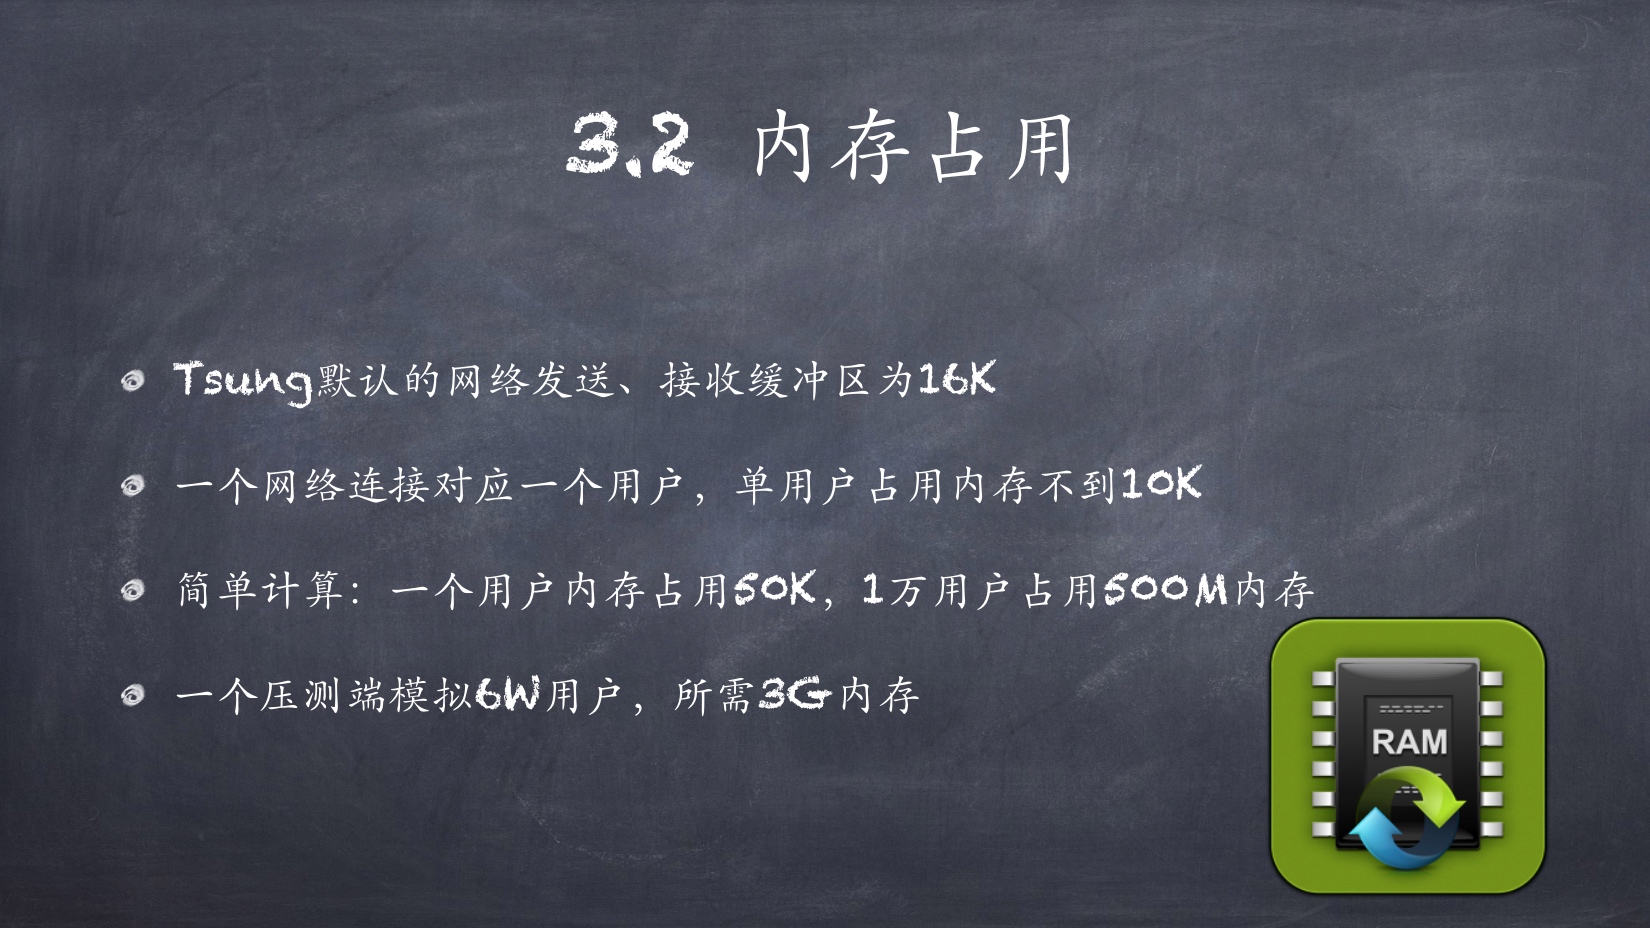 3.2 内存占用
Tsung默认的网络发送、接收缓冲区为16K
一个网络连接对应一个用户，单用户占用内存不到10K
简单计算：一个用户内存占用50K，1万用户占用500M内存
一个压测端模拟6W用户，所需3G内存
RAM